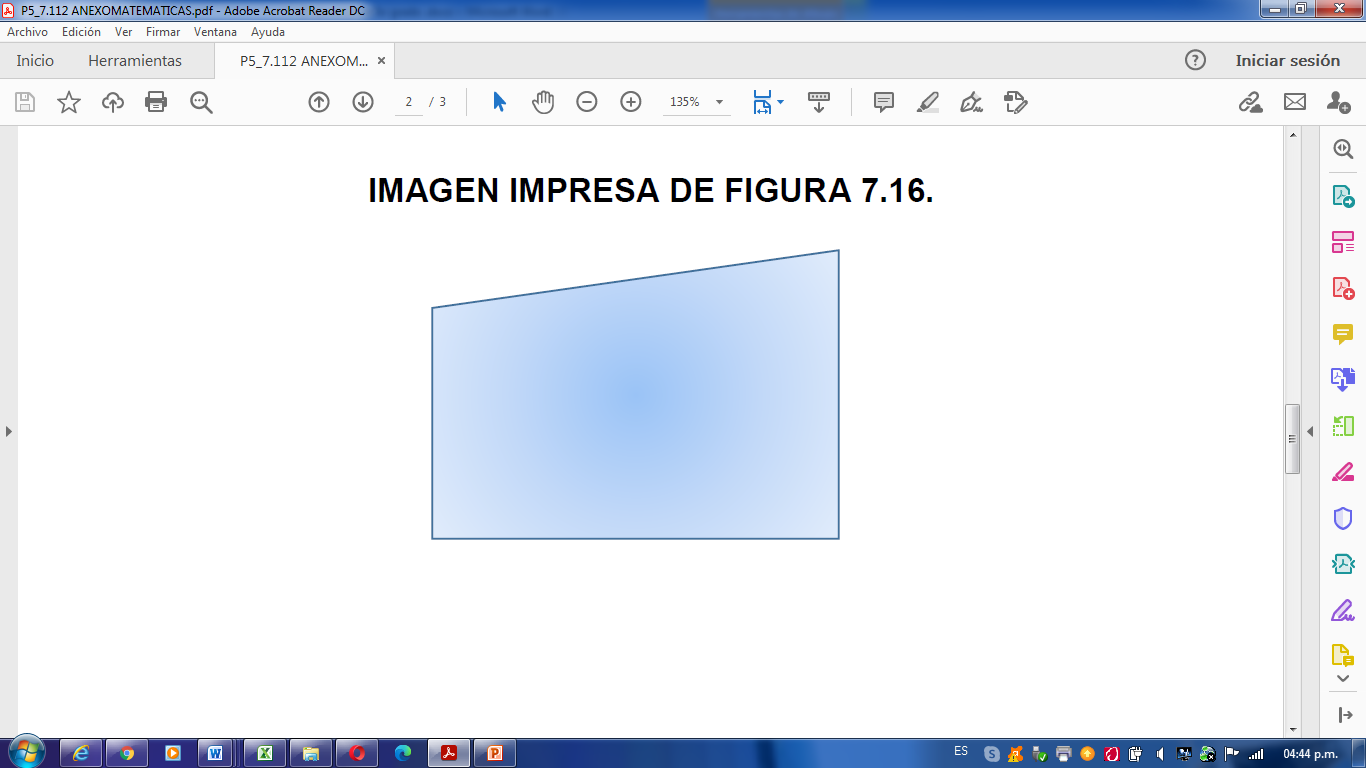 P5_7.112 ANEXOMATEMATICAS.pdf - Adobe Acrobat Reader DC
Archivo Edición Ver Firmar Ventana Ayuda
Inicio Herramientas P5_7.112 ANEXOM... × Iniciar sesión
2 / 3 135%
IMAGEN IMPRESA DE FIGURA 7.16.
ES 04:44 p.m.